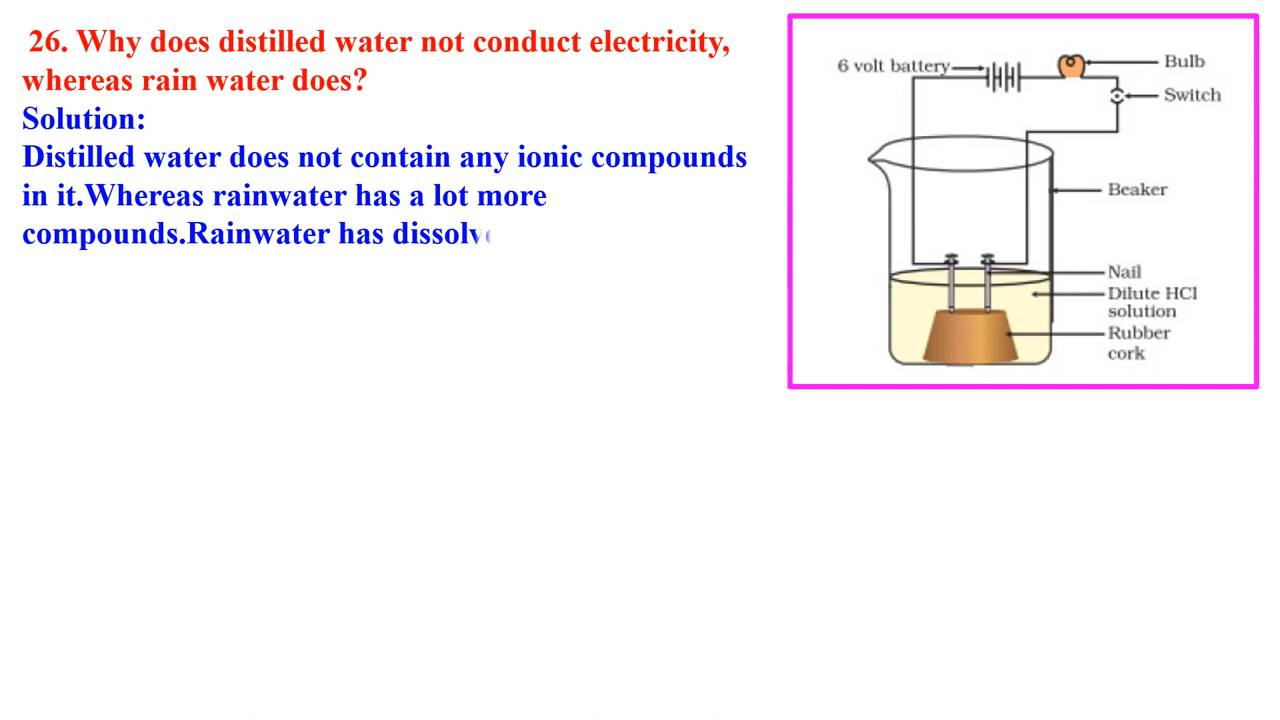 26. Why does distilled water not conduct electricity,
whereas rain water does?
Solution:
Distilled water does not contain any ionic compounds
in it.Whereas rainwater has a lot more
compounds.Rainwater has
6 volt battery
Bulb
Switch
Beaker
Nail
Dilute HCl
solution
Rubber
cork